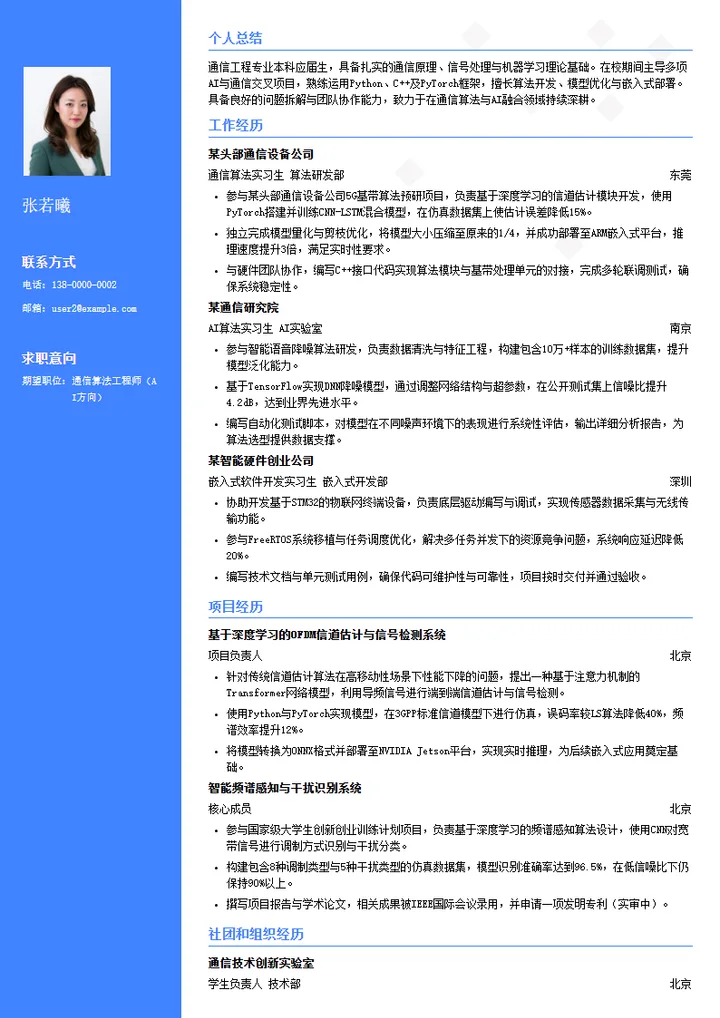 张若曦
联系方式
电话：138-0000-0002
邮箱：user2@example.com
求职意向
期望职位：通信算法工程师（A
I方向）
个人总结
通信工程专业本科应届生，具备扎实的通信原理、信号处理与机器学习理论基础。在校期间主导多项
AI与通信交叉项目，熟练运用Python、C++及PyTorch框架，擅长算法开发、模型优化与嵌入式部署。
具备良好的问题拆解与团队协作能力，致力于在通信算法与AI融合领域持续深耕。
工作经历
某头部通信设备公司
通信算法实习生 算法研发部 东莞
• 参与某头部通信设备公司5G基带算法预研项目，负责基于深度学习的信道估计模块开发，使用
PyTorch搭建并训练CNN-LSTM混合模型，在仿真数据集上使估计误差降低15%。
• 独立完成模型量化与剪枝优化，将模型大小压缩至原来的1/4，并成功部署至ARM嵌入式平台，推
理速度提升3倍，满足实时性要求。
• 与硬件团队协作，编写C++接口代码实现算法模块与基带处理单元的对接，完成多轮联调测试，确
保系统稳定性。
某通信研究院
AI算法实习生 AI实验室 南京
• 参与智能语音降噪算法研发，负责数据清洗与特征工程，构建包含10万+样本的训练数据集，提升
模型泛化能力。
• 基于TensorFlow实现DNN降噪模型，通过调整网络结构与超参数，在公开测试集上信噪比提升
4.2dB，达到业界先进水平。
• 编写自动化测试脚本，对模型在不同噪声环境下的表现进行系统性评估，输出详细分析报告，为
算法选型提供数据支撑。
某智能硬件创业公司
嵌入式软件开发实习生 嵌入式开发部 深圳
• 协助开发基于STM32的物联网终端设备，负责底层驱动编写与调试，实现传感器数据采集与无线传
输功能。
• 参与FreeRTOS系统移植与任务调度优化，解决多任务并发下的资源竞争问题，系统响应延迟降低
20%。
• 编写技术文档与单元测试用例，确保代码可维护性与可靠性，项目按时交付并通过验收。
项目经历
基于深度学习的OFDM信道估计与信号检测系统
项目负责人 北京
• 针对传统信道估计算法在高移动性场景下性能下降的问题，提出一种基于注意力机制的
Transformer网络模型，利用导频信号进行端到端信道估计与信号检测。
• 使用Python与PyTorch实现模型，在3GPP标准信道模型下进行仿真，误码率较LS算法降低40%，频
谱效率提升12%。
• 将模型转换为ONNX格式并部署至NVIDIA Jetson平台，实现实时推理，为后续嵌入式应用奠定基
础。
智能频谱感知与干扰识别系统
核心成员 北京
• 参与国家级大学生创新创业训练计划项目，负责基于深度学习的频谱感知算法设计，使用CNN对宽
带信号进行调制方式识别与干扰分类。
• 构建包含8种调制类型与5种干扰类型的仿真数据集，模型识别准确率达到96.5%，在低信噪比下仍
保持90%以上。
• 撰写项目报告与学术论文，相关成果被IEEE国际会议录用，并申请一项发明专利（实审中）。
社团和组织经历
通信技术创新实验室
学生负责人 技术部 北京